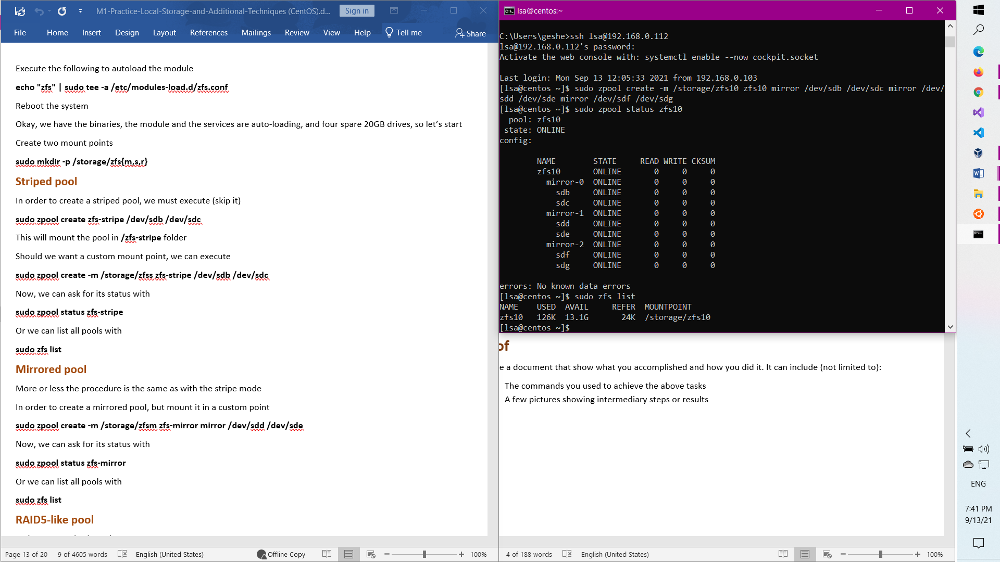 M1-Practice-Local-Storage-and-Additional-Techniques (CentOS).d...
Sign in
File Home Insert Design Layout References Mailings Review View Help Tell me Share
Execute the following to autoload the module
echo "zfs" | sudo tee -a /etc/modules-load.d/zfs.conf
Reboot the system
Okay, we have the binaries, the module and the services are auto-loading, and four spare 20GB drives, so let’s start
Create two mount points
sudo mkdir -p /storage/zfs{m,s,r}
Striped pool
In order to create a striped pool, we must execute (skip it)
sudo zpool create zfs-stripe /dev/sdb /dev/sdc
This will mount the pool in /zfs-stripe folder
Should we want a custom mount point, we can execute
sudo zpool create -m /storage/zfss zfs-stripe /dev/sdb /dev/sdc
Now, we can ask for its status with
sudo zpool status zfs-stripe
Or we can list all pools with
sudo zfs list
Mirrored pool
More or less the procedure is the same as with the stripe mode
In order to create a mirrored pool, but mount it in a custom point
sudo zpool create -m /storage/zfsm zfs-mirror mirror /dev/sdd /dev/sde
Now, we can ask for its status with
sudo zpool status zfs-mirror
Or we can list all pools with
sudo zfs list
RAID5-like pool
Page 13 of 20 9 of 4605 words English (United States) Offline Copy 100%
lsa@centos:~
C:\Users\geshe>ssh lsa@192.168.0.112
lsa@192.168.0.112's password:
Activate the web console with: systemctl enable --now cockpit.socket
Last login: Mon Sep 13 12:05:33 2021 from 192.168.0.103
[lsa@centos ~]$ sudo zpool create -m /storage/zfs10 zfs10 mirror /dev/sdb /dev/sdc mirror /dev/
sdd /dev/sde mirror /dev/sdf /dev/sdg
[lsa@centos ~]$ sudo zpool status zfs10
pool: zfs10
state: ONLINE
config:
NAME STATE READ WRITE CKSUM
zfs10 ONLINE 0 0 0
mirror-0 ONLINE 0 0 0
sdb ONLINE 0 0 0
sdc ONLINE 0 0 0
mirror-1 ONLINE 0 0 0
sdd ONLINE 0 0 0
sde ONLINE 0 0 0
mirror-2 ONLINE 0 0 0
sdf ONLINE 0 0 0
sdg ONLINE 0 0 0
errors: No known data errors
[lsa@centos ~]$ sudo zfs list
NAME USED AVAIL REFER MOUNTPOINT
zfs10 126K 13.1G 24K /storage/zfs10
[lsa@centos ~]$
of
e a document that show what you accomplished and how you did it. It can include (not limited to):
The commands you used to achieve the above tasks
A few pictures showing intermediary steps or results
4 of 188 words English (United States) 100%
ENG
7:41 PM
9/13/21